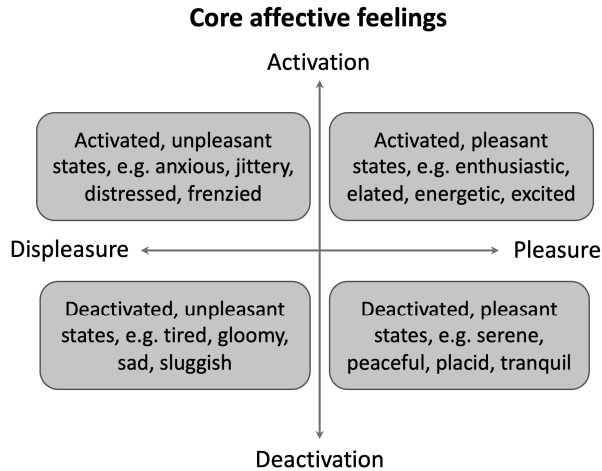 Core affective feelings
Activation
Activated, unpleasant
states, e.g. anxious, jittery,
distressed, frenzied
Activated, pleasant
states, e.g. enthusiastic,
elated, energetic, excited
Displeasure
Pleasure
Deactivated, unpleasant
states, e.g. tired, gloomy,
sad, sluggish
Deactivated, pleasant
states, e.g. serene,
peaceful, placid, tranquil
Deactivation